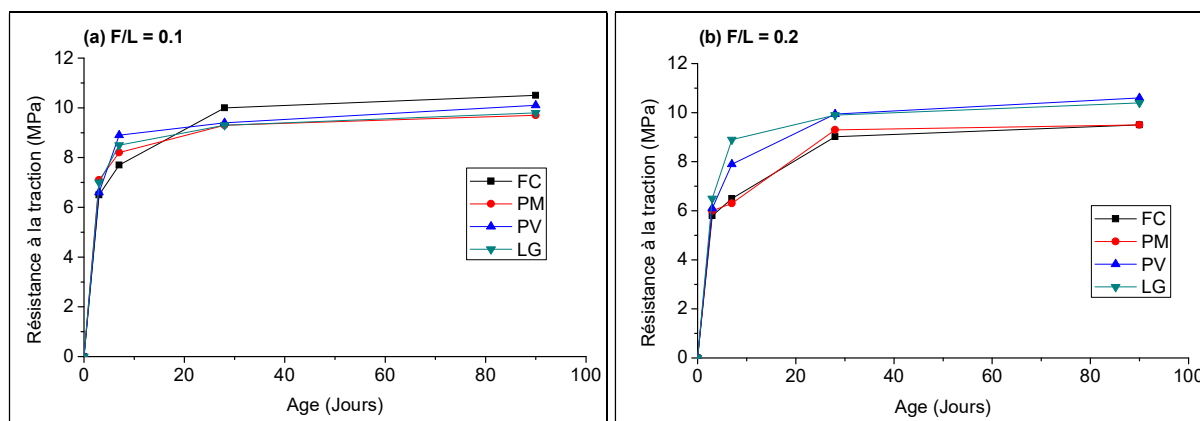 (a) F/L = 0.1
12
10
8
6
4
2
0
Résistance à la traction (MPa)
FC
PM
PV
LG
0 20 40 60 80 100
Age (Jours)
(b) F/L = 0.2
12
10
8
6
4
2
0
Résistance à la traction (MPa)
FC
PM
PV
LG
0 20 40 60 80 100
Age (Jours)